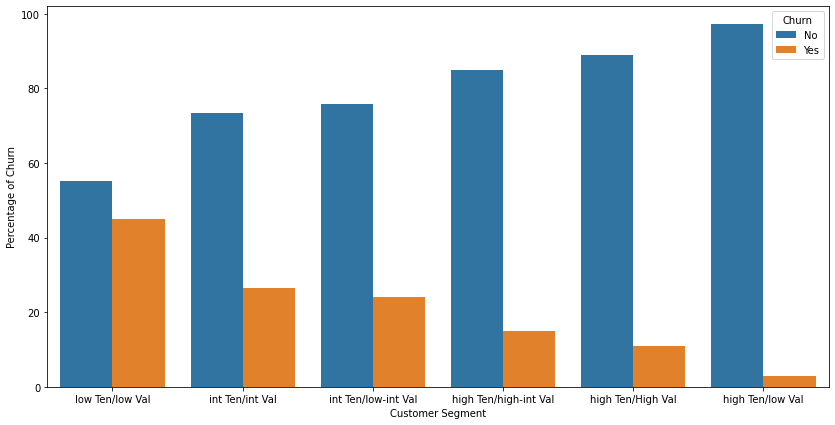 Churn
No
Yes
100
80
60
40
20
0
Percentage of Churn
low Ten/low Val
int Ten/int Val
int Ten/low-int Val
high Ten/high-int Val
high Ten/High Val
high Ten/low Val
Customer Segment